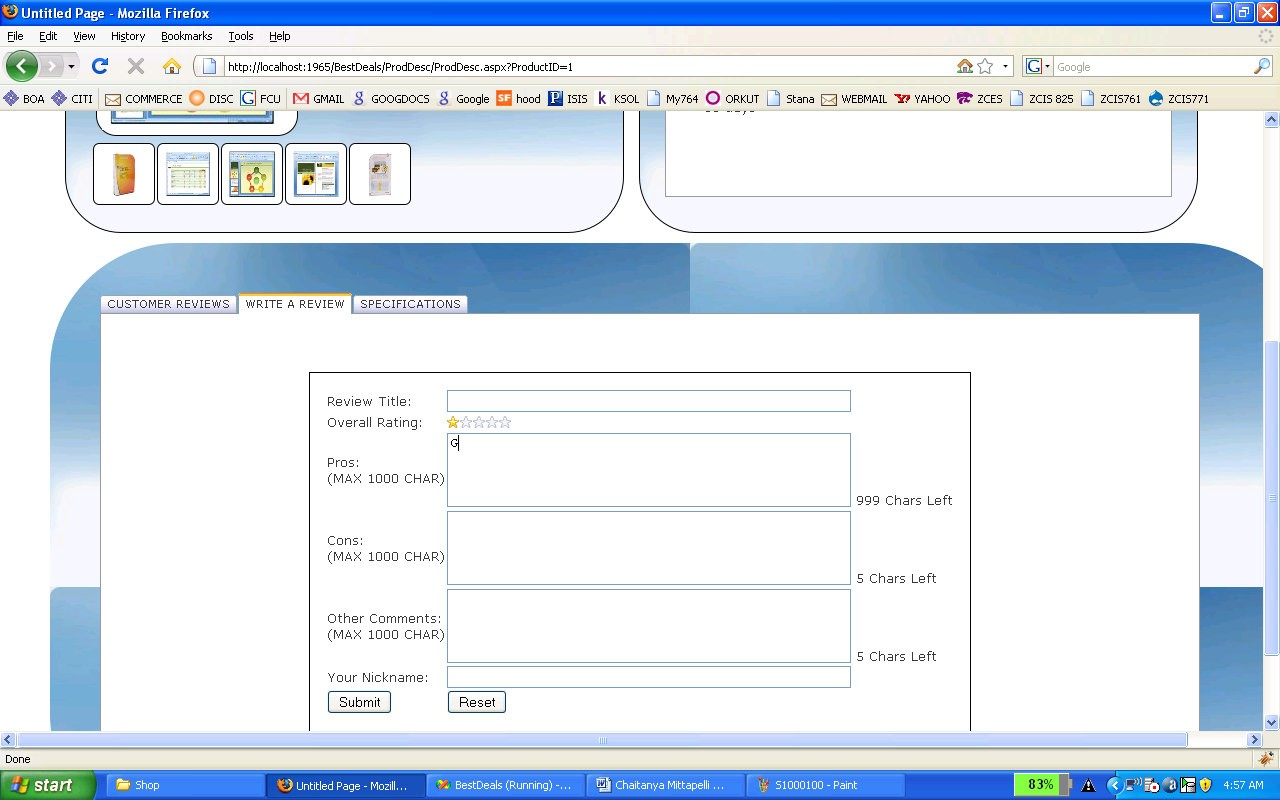 Untitled Page - Mozilla Firefox
File Edit View History Bookmarks Tools Help
http://localhost:1965/BestDeals/ProdDesc/ProdDesc.aspx?ProductID=1
G Google
BOA CITI COMMERCE DISC FCU GMAIL GOOGDOCS Google SF hood ISIS k KSOL My764 ORKUT Stana WEBMAIL YAHOO ZCES ZCIS 825 ZCIS761 ZCIS771
CUSTOMER REVIEWS WRITE A REVIEW SPECIFICATIONS
Review Title:
Overall Rating:
G
Pros:
(MAX 1000 CHAR)
999 Chars Left
Cons:
(MAX 1000 CHAR)
5 Chars Left
Other Comments:
(MAX 1000 CHAR)
5 Chars Left
Your Nickname:
Submit Reset
Done
start Shop Untitled Page - Mozill... BestDeals (Running) -... Chaitanya Mittapelli ... S1000100 - Paint 83% 4:57 AM